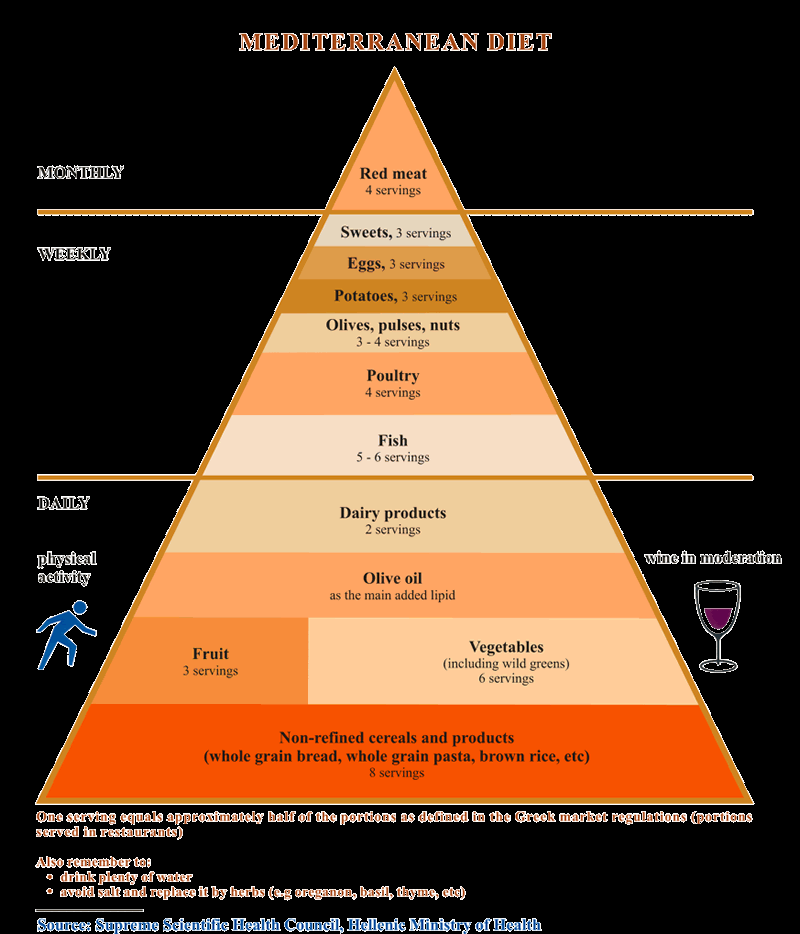 MEDITERRANEAN DIET
MONTHLY
Red meat
4 servings
WEEKLY
Sweets, 3 servings
Eggs, 3 servings
Potatoes, 3 servings
Olives, pulses, nuts
3 - 4 servings
Poultry
4 servings
Fish
5 - 6 servings
DAILY
Dairy products
2 servings
physical
activity
wine in moderation
Olive oil
as the main added lipid
Fruit
3 servings
Vegetables
(including wild greens)
6 servings
Non-refined cereals and products
(whole grain bread, whole grain pasta, brown rice, etc)
8 servings
One serving equals approximately half of the portions as defined in the Greek market regulations (portions
served in restaurants)
Also remember to:
• drink plenty of water
• avoid salt and replace it by herbs (e.g oreganon, basil, thyme, etc)
Source: Supreme Scientific Health Council, Hellenic Ministry of Health